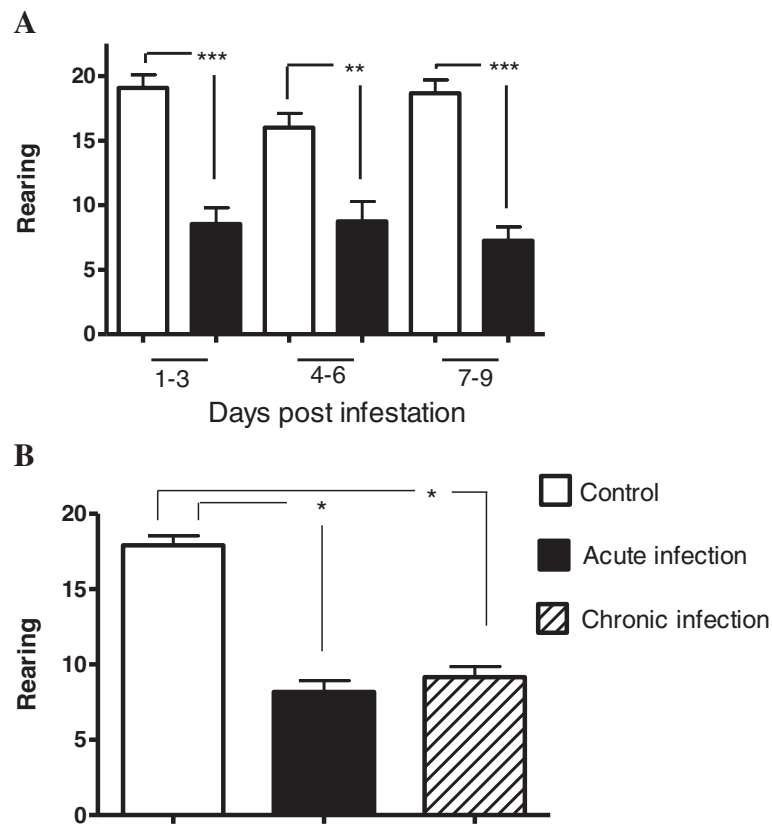 A
20
15
10
5
0
Rearing
***
**
***
1-3
4-6
7-9
Days post infestation
B
20
15
10
5
0
Rearing
*
*
Control
Acute infection
Chronic infection